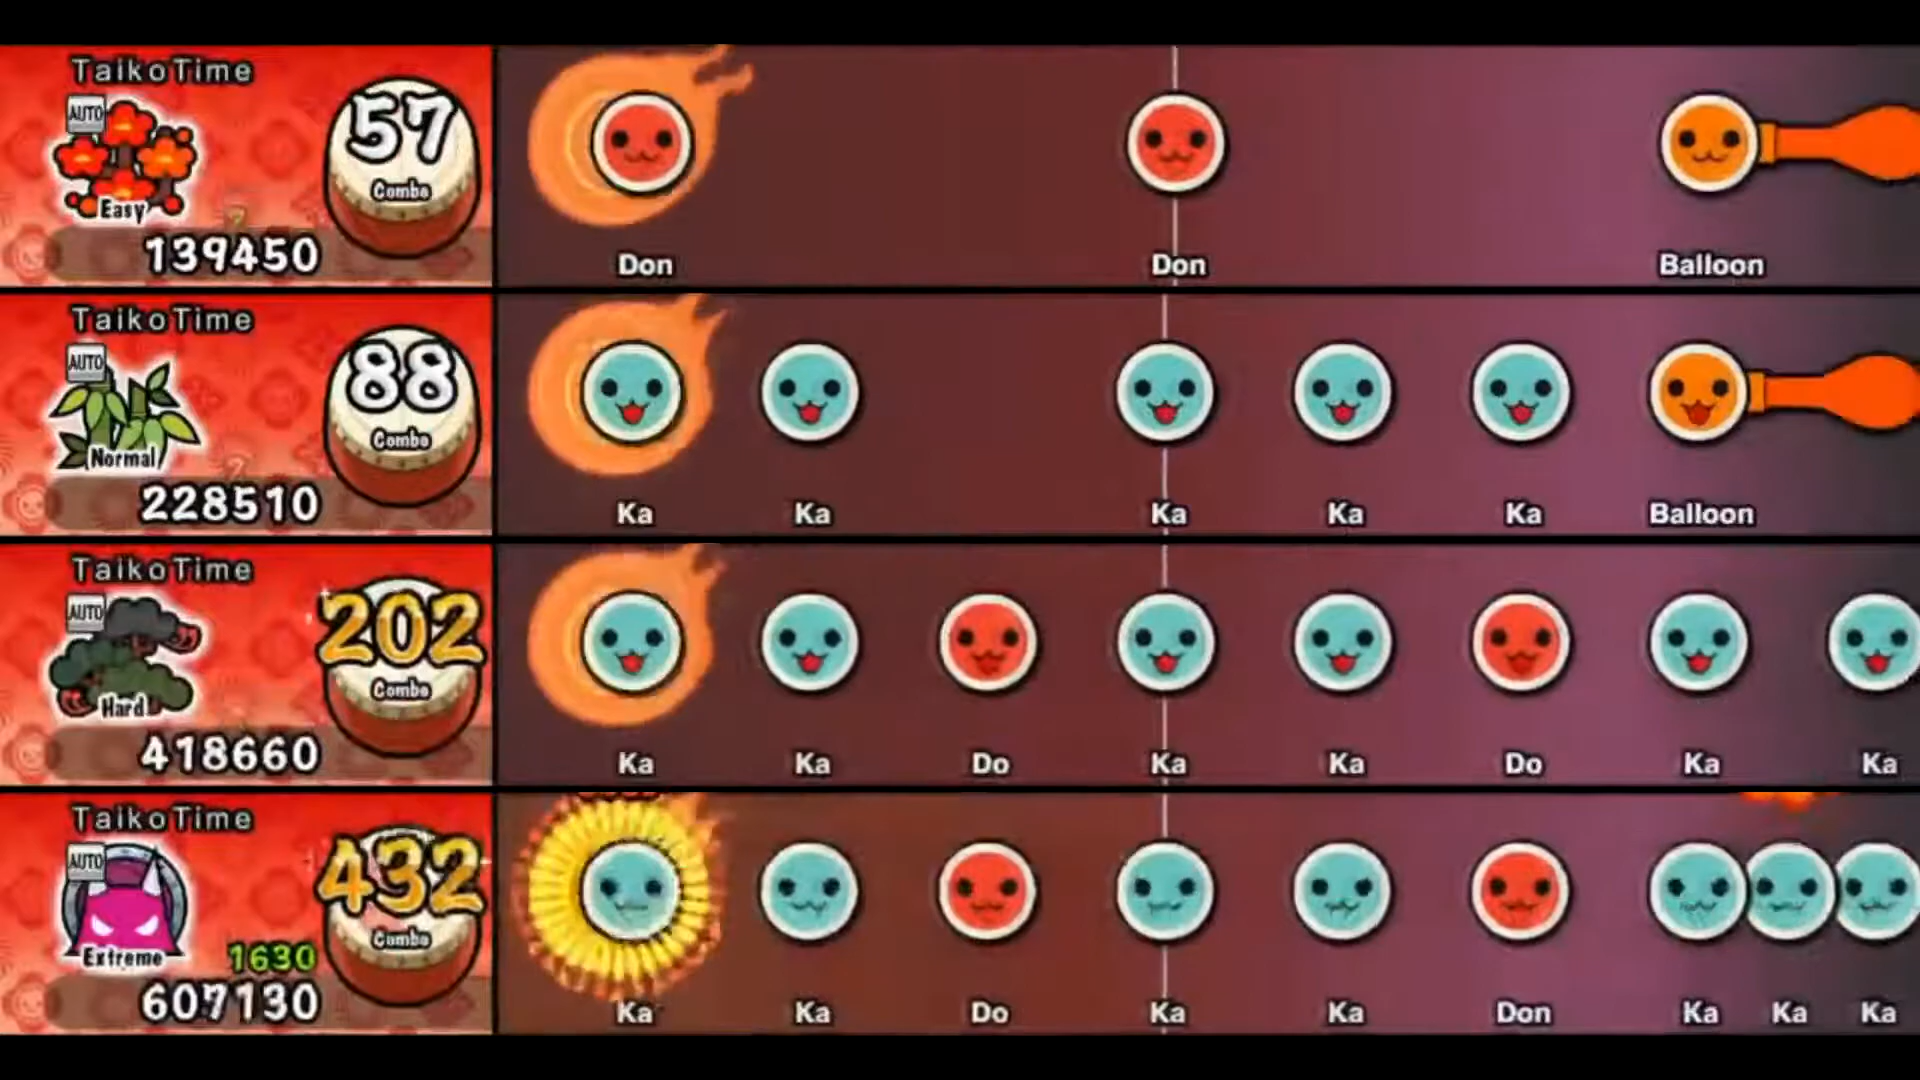 TaikoTime
AUTO
57
Combo
Easy
139450
Don Don Balloon
TaikoTime
AUTO
88
Combo
Normal
228510
Ka Ka Ka Ka Ka Balloon
TaikoTime
AUTO
202
Combo
Hard
418660
Ka Ka Do Ka Ka Do Ka Ka
TaikoTime
AUTO
432
Combo
Extreme
1630
607130
Ka Ka Do Ka Ka Don Ka Ka Ka